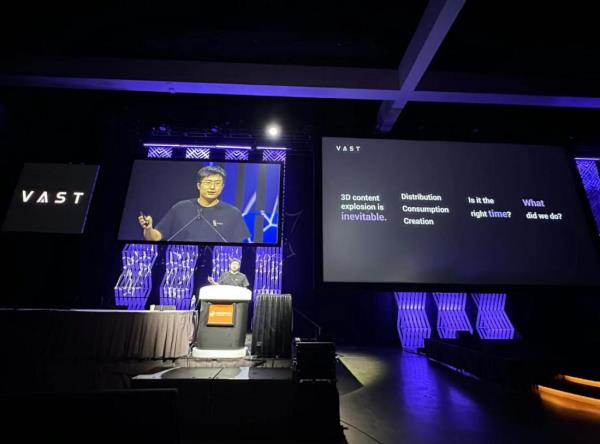 VAST
VAST
3D content
explosion is
inevitable.
Distribution
Consumption
Creation
Is it the
right time?
What
did we do?